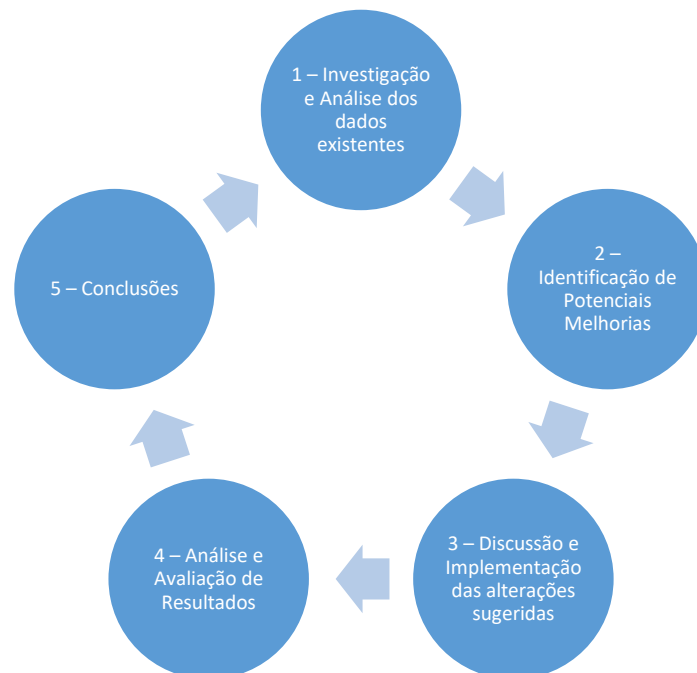 1 – Investigação
e Análise dos
dados
existentes
2 –
Identificação de
Potenciais
Melhorias
3 – Discussão e
Implementação
das alterações
sugeridas
4 – Análise e
Avaliação de
Resultados
5 – Conclusões